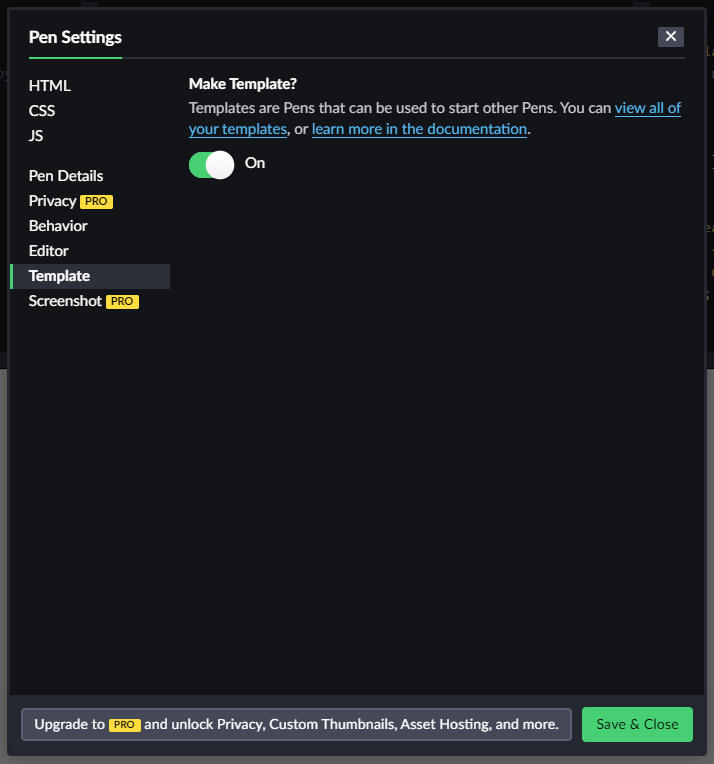 Pen Settings
HTML
CSS
JS
Pen Details
Privacy PRO
Behavior
Editor
Template
Screenshot PRO
Make Template?
Templates are Pens that can be used to start other Pens. You can view all of
your templates, or learn more in the documentation.
On
Upgrade to PRO and unlock Privacy, Custom Thumbnails, Asset Hosting, and more.
Save & Close